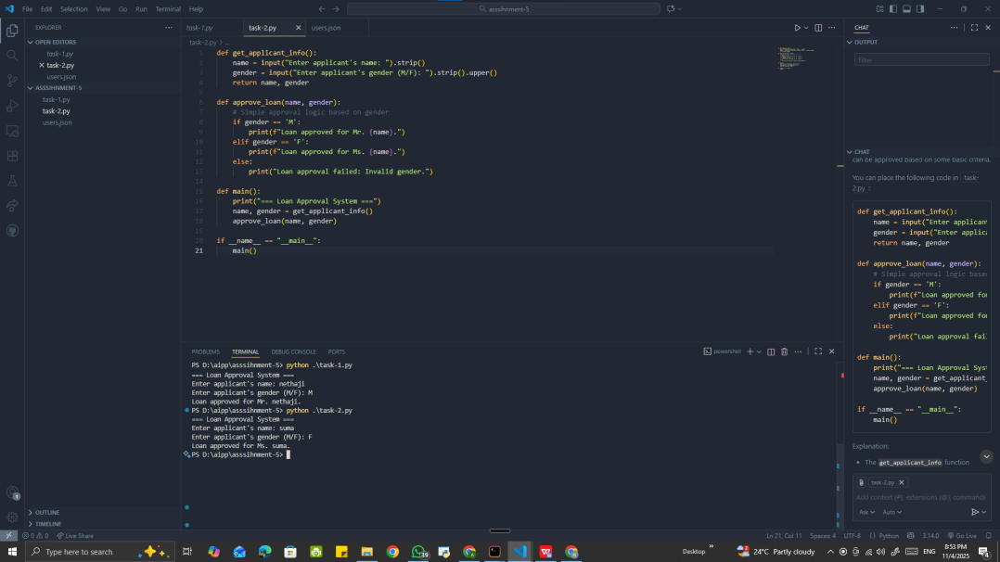 File Edit Selection View Go Run Terminal Help
asssihnment-5
EXPLORER
OPEN EDITORS
task-1.py
task-2.py
users.json
ASSSIHNMENT-5
task-1.py
task-2.py
users.json
OUTLINE
TIMELINE
task-1.py task-2.py users.json
task-2.py > ...
1 def get_applicant_info():
2 name = input("Enter applicant's name: ").strip()
3 gender = input("Enter applicant's gender (M/F): ").strip().upper()
4 return name, gender
5
6 def approve_loan(name, gender):
7 # Simple approval logic based on gender
8 if gender == 'M':
9 print(f"Loan approved for Mr. {name}.")
10 elif gender == 'F':
11 print(f"Loan approved for Ms. {name}.")
12 else:
13 print("Loan approval failed: Invalid gender.")
14
15 def main():
16 print("=== Loan Approval System ===")
17 name, gender = get_applicant_info()
18 approve_loan(name, gender)
19
20 if __name__ == "__main__":
21 main()
PROBLEMS TERMINAL DEBUG CONSOLE PORTS
powershell
PS D:\aipp\asssihnment-5> python .\task-1.py
=== Loan Approval System ===
Enter applicant's name: nethaji
Enter applicant's gender (M/F): M
Loan approved for Mr. nethaji.
PS D:\aipp\asssihnment-5> python .\task-2.py
=== Loan Approval System ===
Enter applicant's name: suma
Enter applicant's gender (M/F): F
Loan approved for Ms. suma.
PS D:\aipp\asssihnment-5>
CHAT
OUTPUT
Filter
CHAT
can be approved based on some basic criteria.
You can place the following code in task-
2.py :
def get_applicant_info():
name = input("Enter applicant
gender = input("Enter applic
return name, gender
def approve_loan(name, gender):
# Simple approval logic base
if gender == 'M':
print(f"Loan approved for
elif gender == 'F':
print(f"Loan approved for
else:
print("Loan approval fail
def main():
print("=== Loan Approval Syst
name, gender = get_applicant_
approve_loan(name, gender)
if __name__ == "__main__":
main()
Explanation:
The get_applicant_info function
task-2.py
Add context (#), extensions (@), commands
Ask Auto
0 0 Live Share
Ln 21, Col 11 Spaces: 4 UTF-8 {} Python 3.14.0 Go Live
Type here to search
39
Desktop
24°C Partly cloudy
ENG
8:53 PM
11/4/2025
4